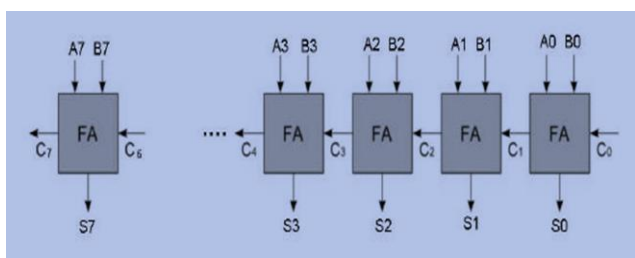 A7 B7 A3 B3 A2 B2 A1 B1 A0 B0
FA .... FA FA FA FA
C7 C6 C4 C3 C2 C1 C0
S7 S3 S2 S1 S0